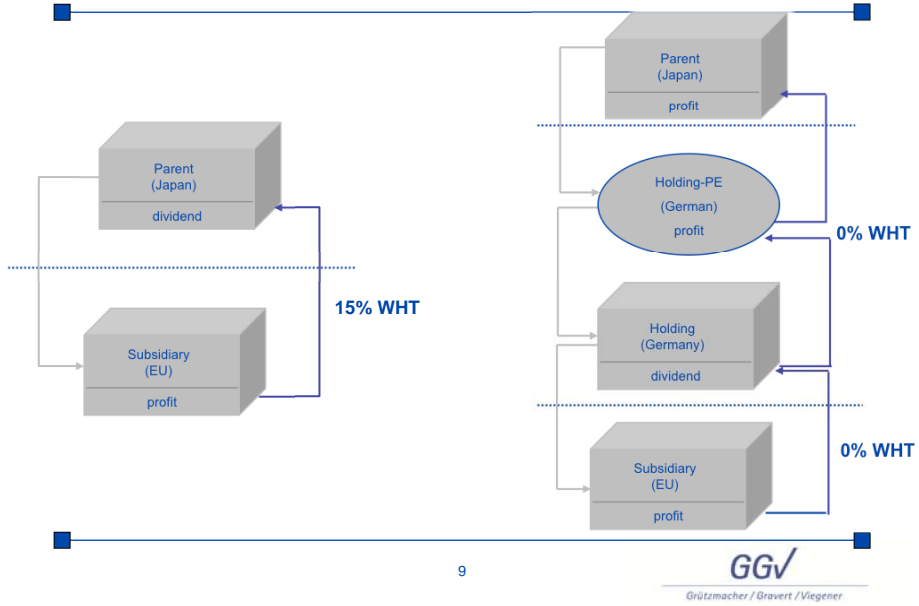 Parent
(Japan)
dividend
15% WHT
Subsidiary
(EU)
profit
Parent
(Japan)
profit
Holding-PE
(German)
profit
0% WHT
Holding
(Germany)
dividend
0% WHT
Subsidiary
(EU)
profit
9
GGV
Grützmacher / Gravert / Viegener